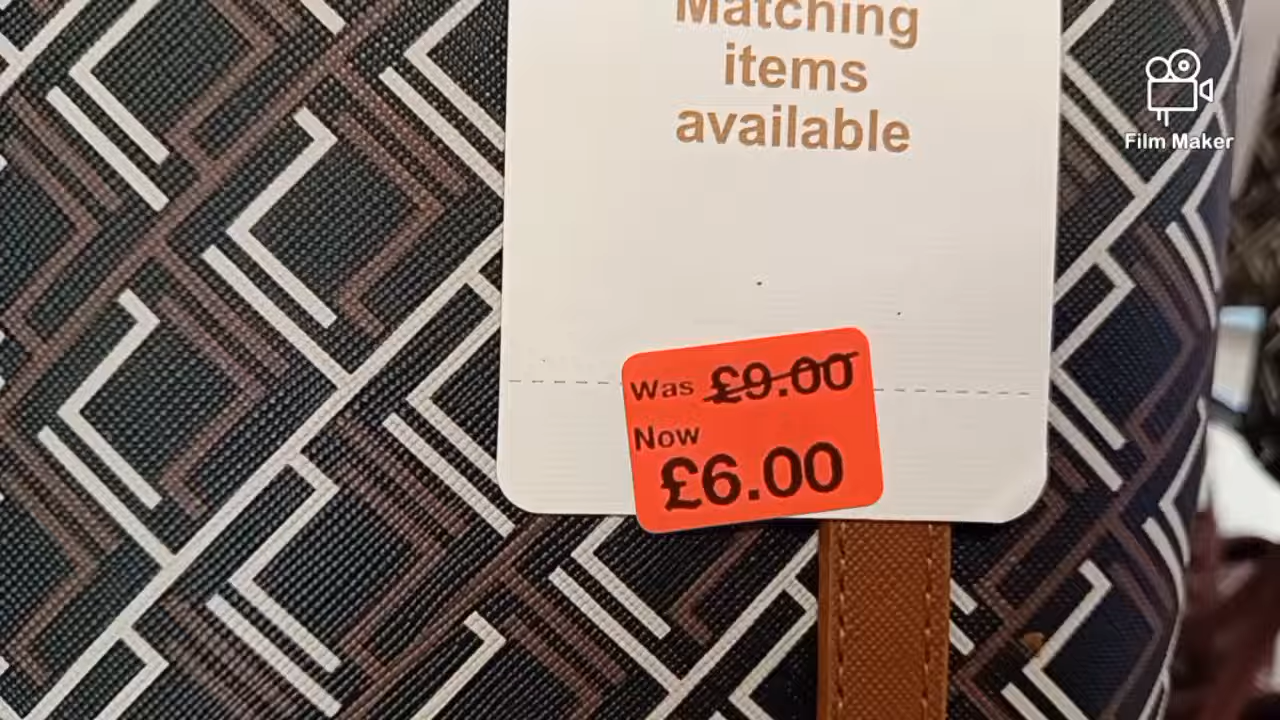 Matching
items
available
Film Maker
Was £9.00
Now
£6.00